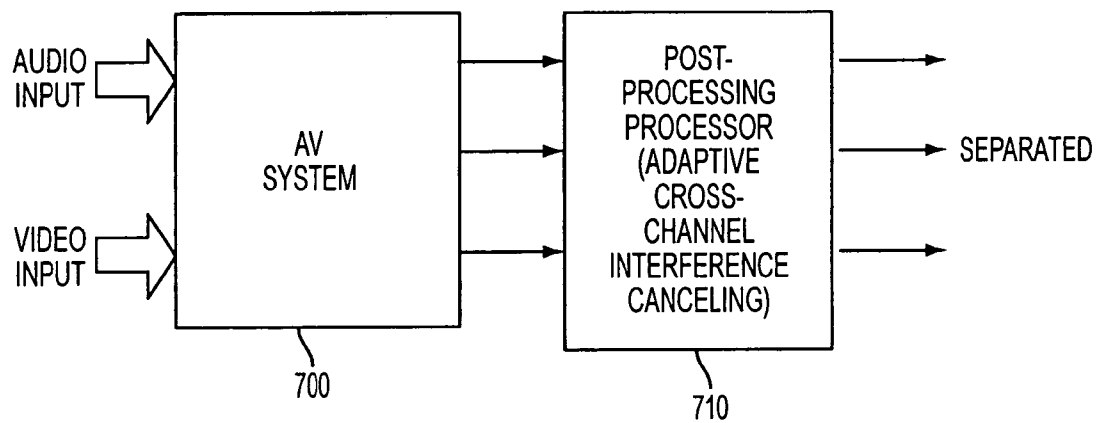 AUDIO
INPUT
VIDEO
INPUT
AV
SYSTEM
700
POST-
PROCESSING
PROCESSOR
(ADAPTIVE
CROSS-
CHANNEL
INTERFERENCE
CANCELING)
710
SEPARATED